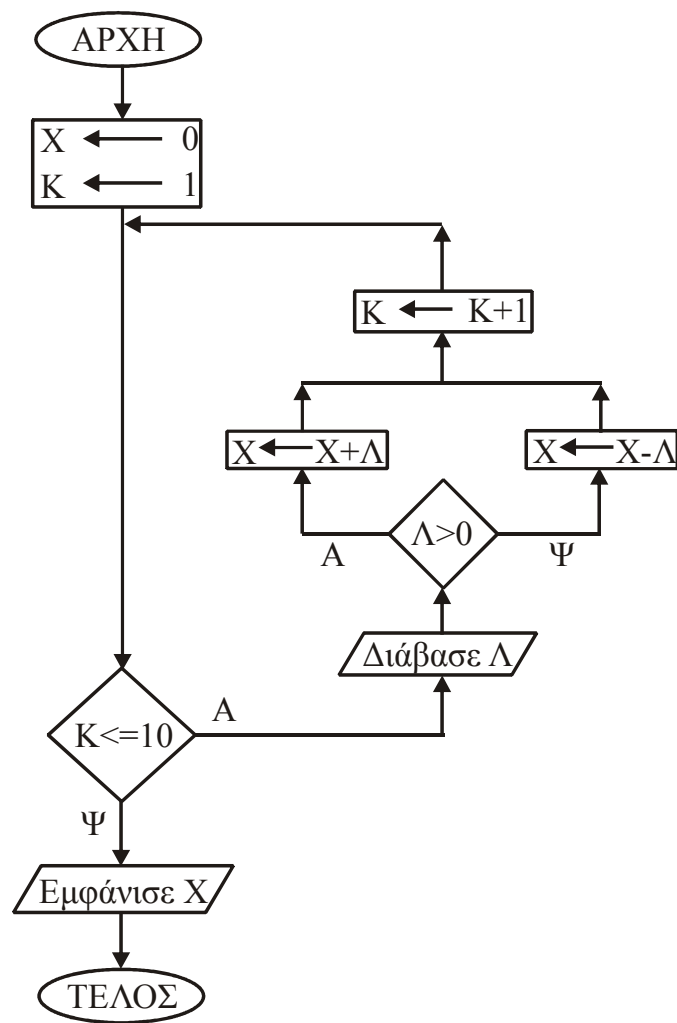 ΑΡΧΗ
Χ ← 0
Κ ← 1
Κ ← Κ+1
Χ ← Χ+Λ
Χ ← Χ-Λ
Λ>0
Α
Ψ
Διάβασε Λ
Α
Κ<=10
Ψ
Εμφάνισε Χ
ΤΕΛΟΣ